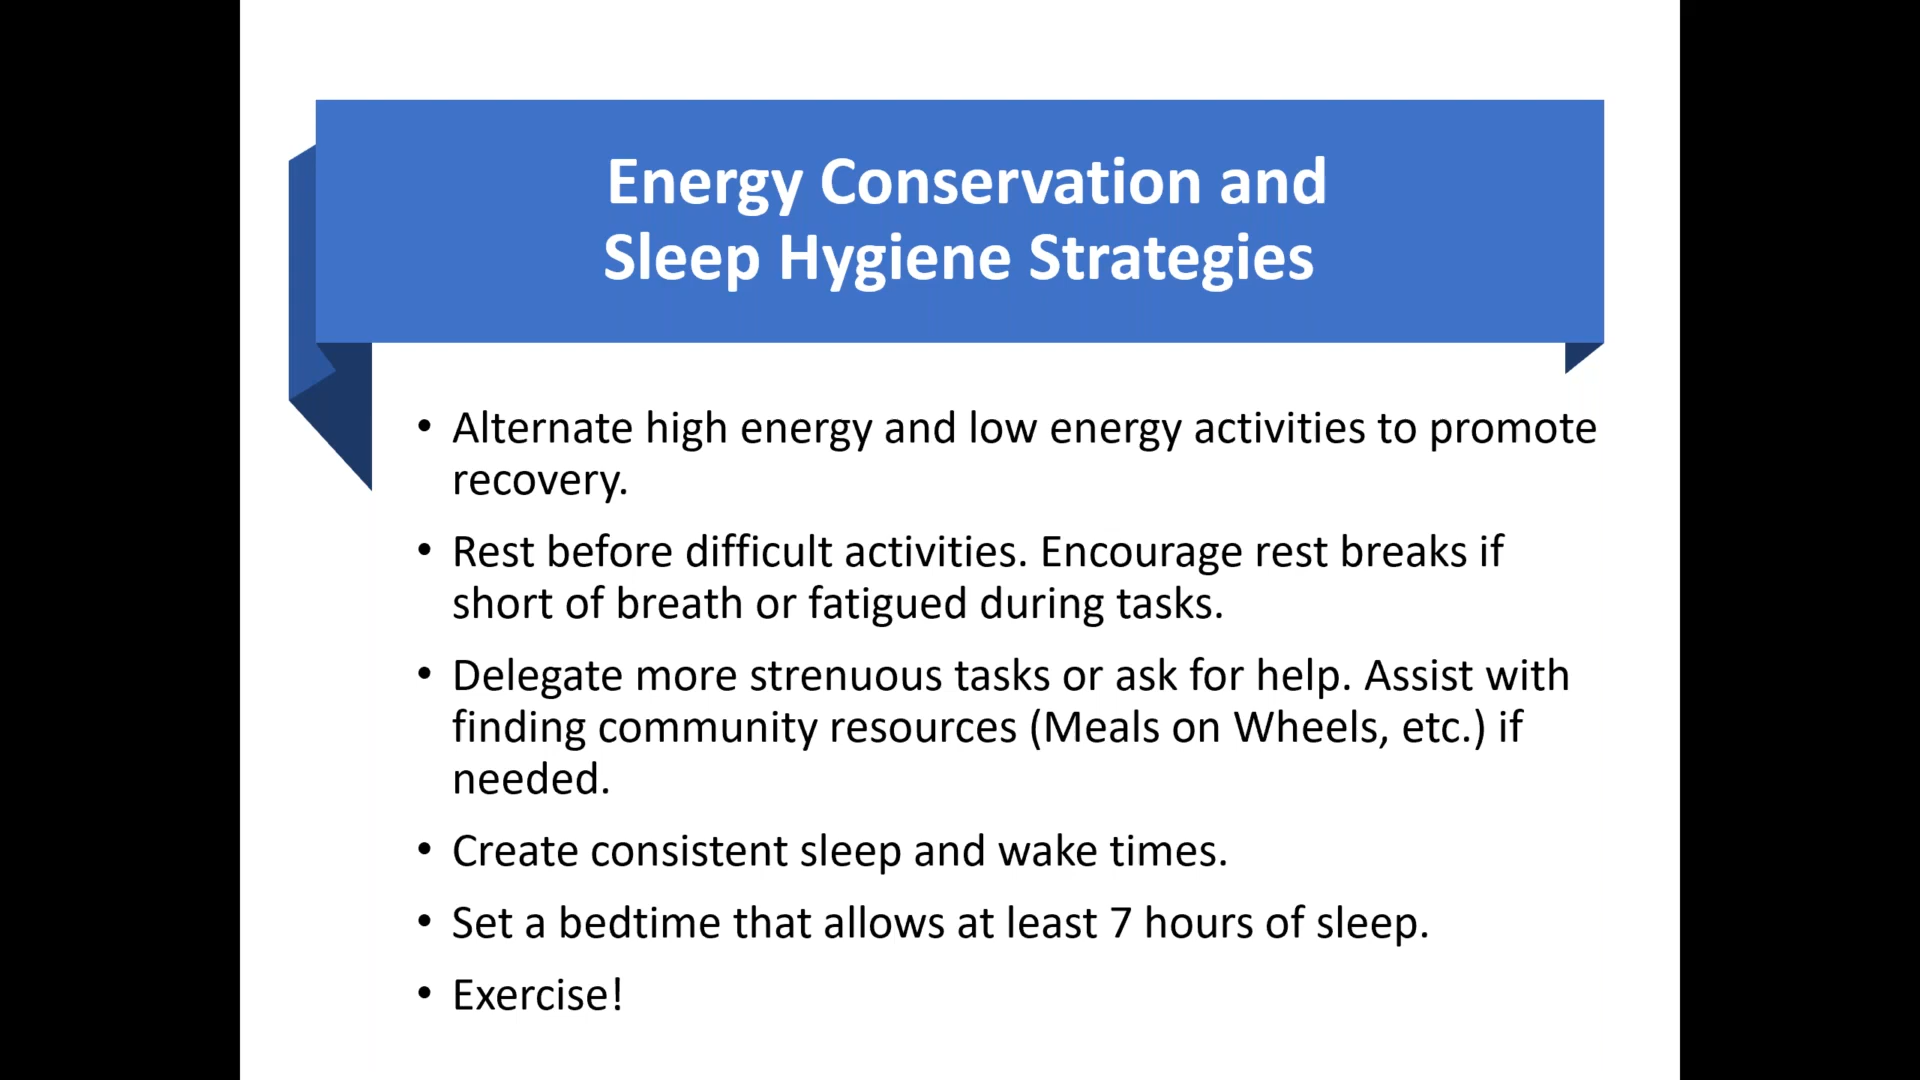 Energy Conservation and
Sleep Hygiene Strategies
• Alternate high energy and low energy activities to promote
recovery.
• Rest before difficult activities. Encourage rest breaks if
short of breath or fatigued during tasks.
• Delegate more strenuous tasks or ask for help. Assist with
finding community resources (Meals on Wheels, etc.) if
needed.
• Create consistent sleep and wake times.
• Set a bedtime that allows at least 7 hours of sleep.
• Exercise!